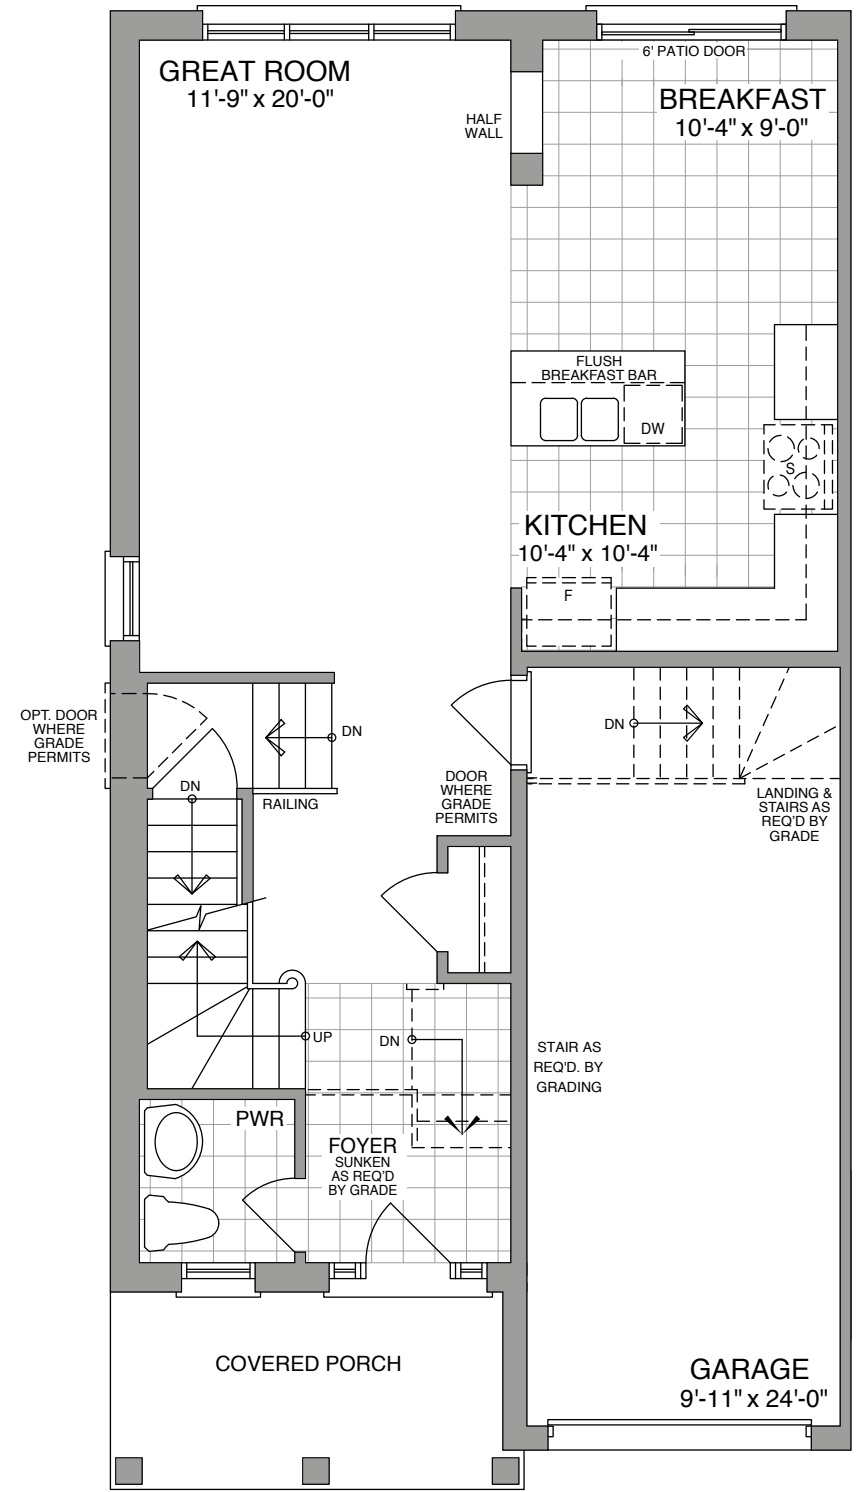 GREAT ROOM
11'-9" x 20'-0"
6' PATIO DOOR
BREAKFAST
10'-4" x 9'-0"
HALF
WALL
FLUSH
BREAKFAST BAR
DW
S
KITCHEN
10'-4" x 10'-4"
F
OPT. DOOR
WHERE
GRADE
PERMITS
DN
DN
RAILING
DN
DOOR
WHERE
GRADE
PERMITS
DN
LANDING &
STAIRS AS
REQ'D BY
GRADE
UP
DN
STAIR AS
REQ'D. BY
GRADING
PWR
FOYER
SUNKEN
AS REQ'D
BY GRADE
COVERED PORCH
GARAGE
9'-11" x 24'-0"